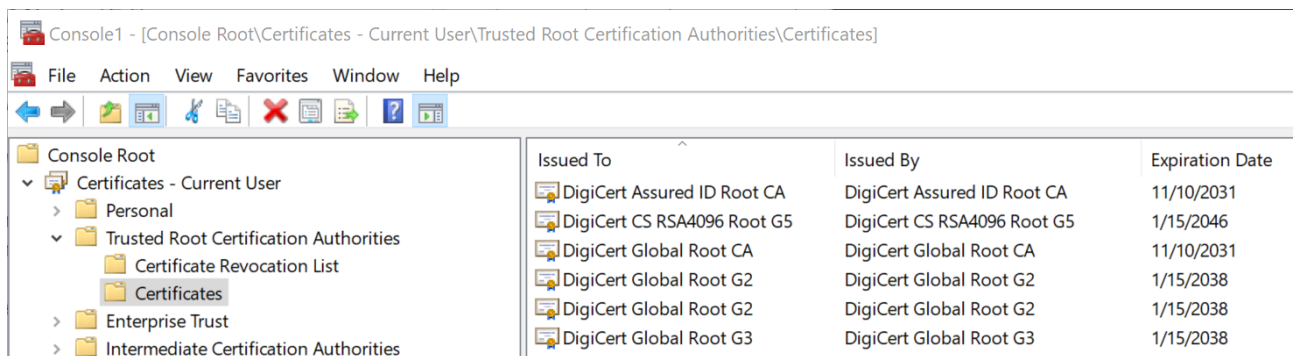 Console1 - [Console Root\Certificates - Current User\Trusted Root Certification Authorities\Certificates]
File Action View Favorites Window Help
Console Root
Certificates - Current User
Personal
Trusted Root Certification Authorities
Certificate Revocation List
Certificates
Enterprise Trust
Intermediate Certification Authorities
Issued To Issued By Expiration Date
DigiCert Assured ID Root CA DigiCert Assured ID Root CA 11/10/2031
DigiCert CS RSA4096 Root G5 DigiCert CS RSA4096 Root G5 1/15/2046
DigiCert Global Root CA DigiCert Global Root CA 11/10/2031
DigiCert Global Root G2 DigiCert Global Root G2 1/15/2038
DigiCert Global Root G2 DigiCert Global Root G2 1/15/2038
DigiCert Global Root G3 DigiCert Global Root G3 1/15/2038